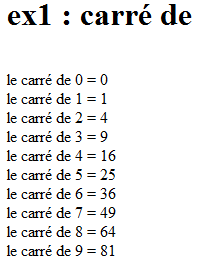 ex1 : carré de
le carré de 0 = 0
le carré de 1 = 1
le carré de 2 = 4
le carré de 3 = 9
le carré de 4 = 16
le carré de 5 = 25
le carré de 6 = 36
le carré de 7 = 49
le carré de 8 = 64
le carré de 9 = 81